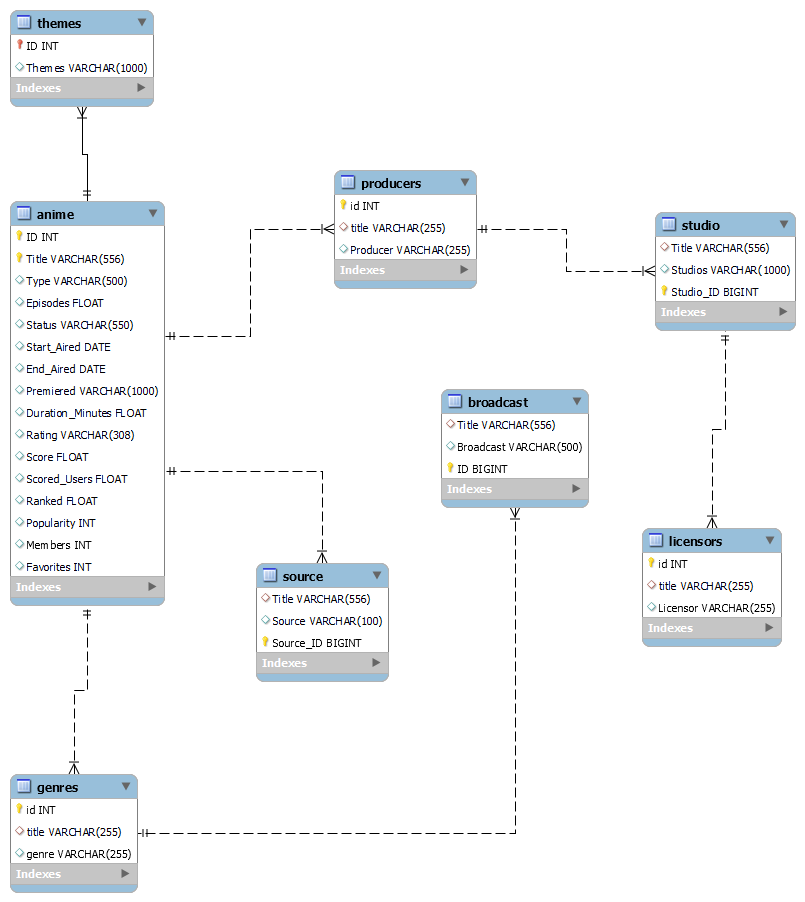 themes
ID INT
Themes VARCHAR(1000)
Indexes
anime
ID INT
Title VARCHAR(556)
Type VARCHAR(500)
Episodes FLOAT
Status VARCHAR(550)
Start_Aired DATE
End_Aired DATE
Premiered VARCHAR(1000)
Duration_Minutes FLOAT
Rating VARCHAR(308)
Score FLOAT
Scored_Users FLOAT
Ranked FLOAT
Popularity INT
Members INT
Favorites INT
Indexes
producers
id INT
title VARCHAR(255)
Producer VARCHAR(255)
Indexes
studio
Title VARCHAR(556)
Studios VARCHAR(1000)
Studio_ID BIGINT
Indexes
broadcast
Title VARCHAR(556)
Broadcast VARCHAR(500)
ID BIGINT
Indexes
source
Title VARCHAR(556)
Source VARCHAR(100)
Source_ID BIGINT
Indexes
licensors
id INT
title VARCHAR(255)
Licensor VARCHAR(255)
Indexes
genres
id INT
title VARCHAR(255)
genre VARCHAR(255)
Indexes